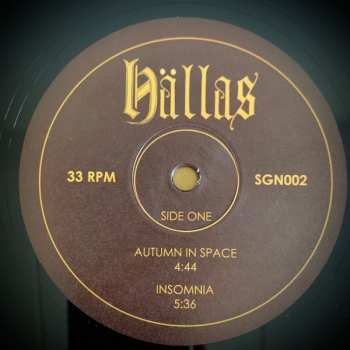 Hällas
33 RPM
SGN002
SIDE ONE
AUTUMN IN SPACE
4:44
INSOMNIA
5:36